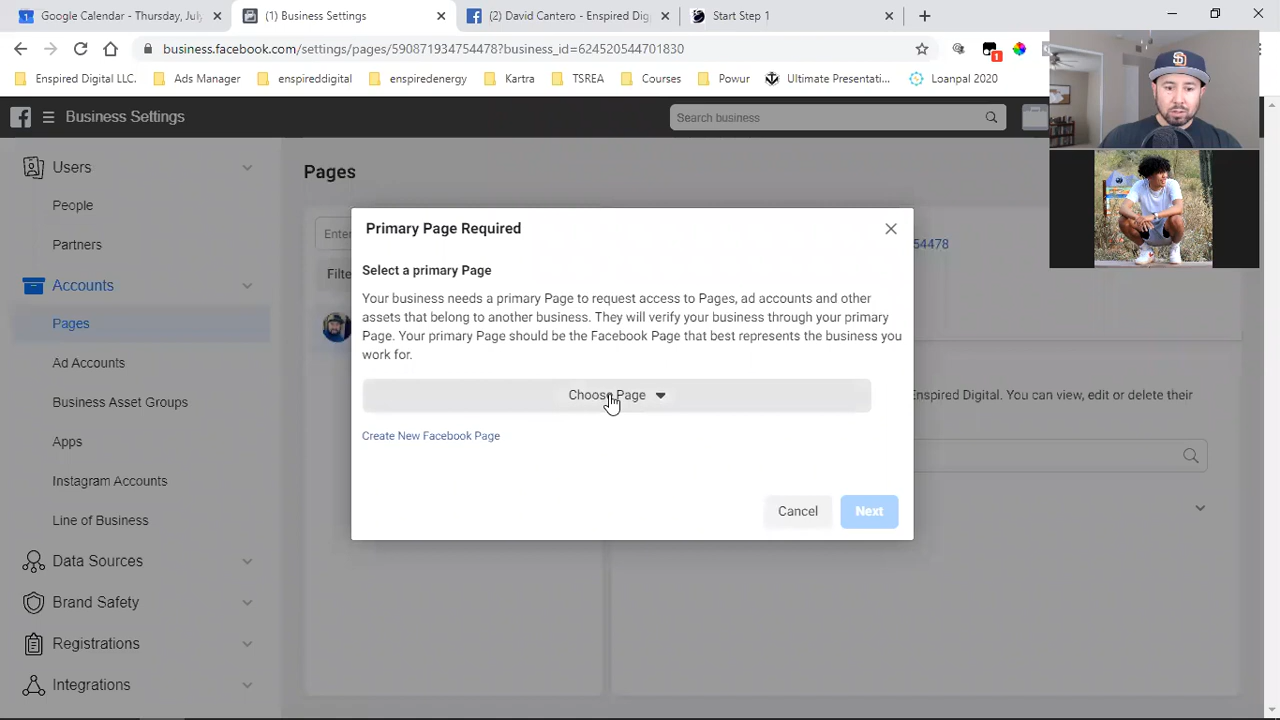 Google Calendar - Thursday, July
(1) Business Settings
(2) David Cantero - Enspired Dig
Start Step 1
business.facebook.com/settings/pages/590871934754478?business_id=624520544701830
1
Enspired Digital LLC.
Ads Manager
enspireddigital
enspiredenergy
Kartra
TSREA
Courses
Powur
Ultimate Presentati...
Loanpal 2020
Business Settings
Search business
Users
People
Partners
Accounts
Pages
Ad Accounts
Business Asset Groups
Apps
Instagram Accounts
Line of Business
Data Sources
Brand Safety
Registrations
Integrations
Pages
Enter
Filte
54478
Enspired Digital. You can view, edit or delete their
Primary Page Required
Select a primary Page
Your business needs a primary Page to request access to Pages, ad accounts and other
assets that belong to another business. They will verify your business through your primary
Page. Your primary Page should be the Facebook Page that best represents the business you
work for.
Choose Page
Create New Facebook Page
Cancel
Next